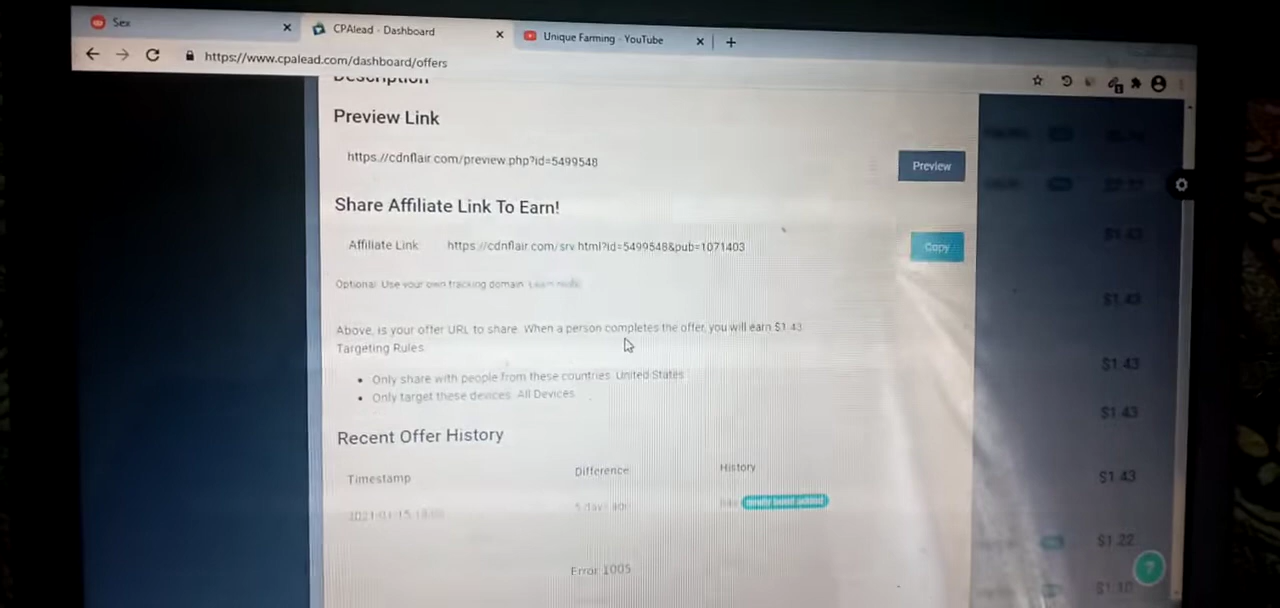 Sex
CPAlead - Dashboard
Unique Farming - YouTube
https://www.cpalead.com/dashboard/offers
Description
Preview Link
https://cdnflair.com/preview.php?id=5499548
Preview
Share Affiliate Link To Earn!
Affiliate Link
https://cdnflair.com/srv.html?id=5499548&pub=1071403
Copy
Optional: Use your own tracking domain. Learn more
Above, is your offer URL to share. When a person completes the offer, you will earn $1.43.
Targeting Rules
Only share with people from these countries: United States
Only target these devices: All Devices
Recent Offer History
Timestamp
Difference
History
Error 1005
$1.43
$1.43
$1.43
$1.43
$1.43
$1.22
$1.10
?